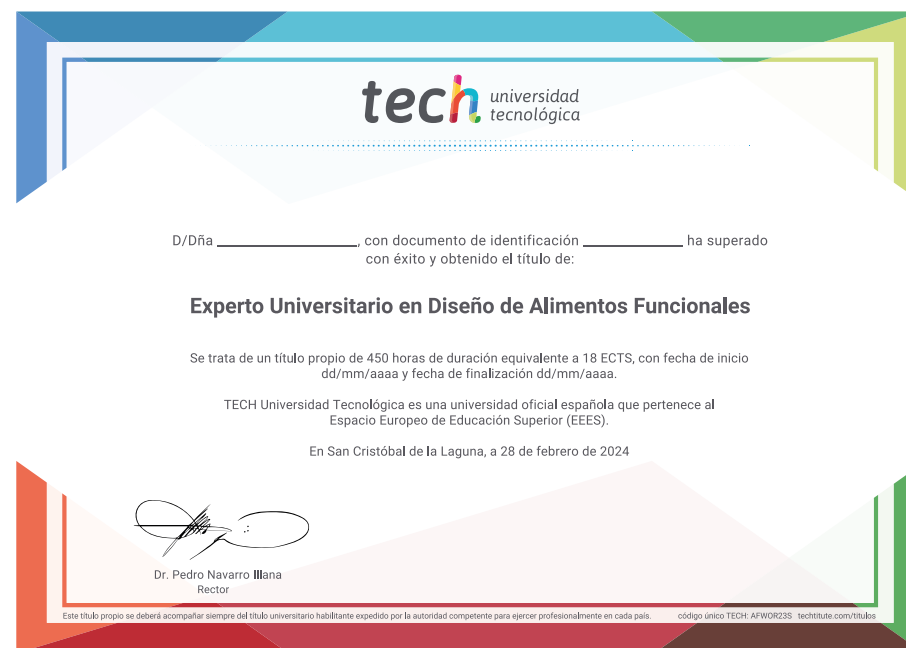 tech universidad
tecnológica
D/Dña ____________________, con documento de identificación ______________ ha superado
con éxito y obtenido el título de:
Experto Universitario en Diseño de Alimentos Funcionales
Se trata de un título propio de 450 horas de duración equivalente a 18 ECTS, con fecha de inicio
dd/mm/aaaa y fecha de finalización dd/mm/aaaa.
TECH Universidad Tecnológica es una universidad oficial española que pertenece al
Espacio Europeo de Educación Superior (EEES).
En San Cristóbal de la Laguna, a 28 de febrero de 2024
Dr. Pedro Navarro Illana
Rector
Este título propio se deberá acompañar siempre del título universitario habilitante expedido por la autoridad competente para ejercer profesionalmente en cada país. código único TECH: AFWOR23S techtitute.com/titulos